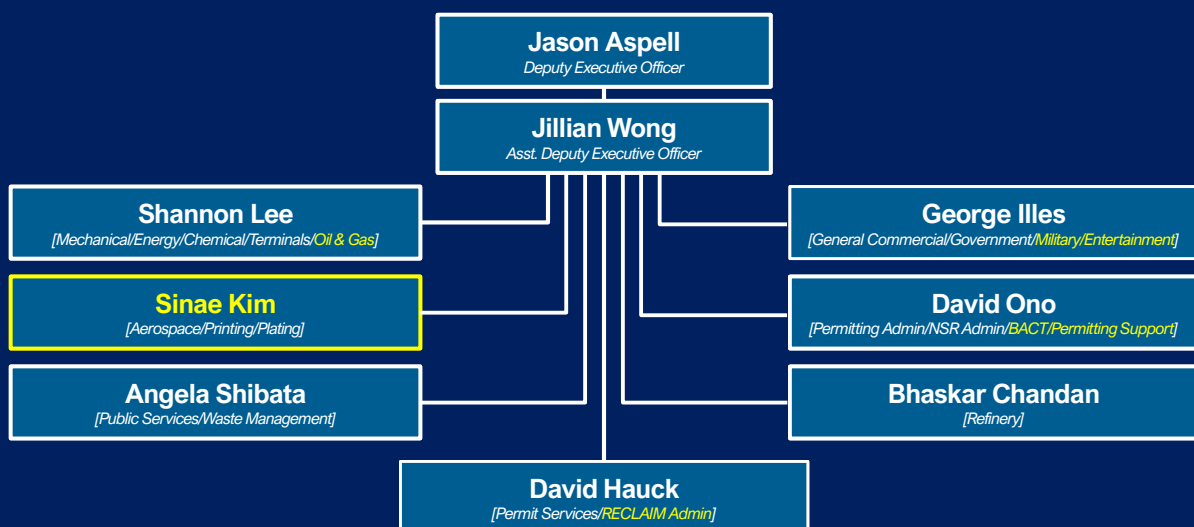 Jason Aspell
Deputy Executive Officer
Jillian Wong
Asst. Deputy Executive Officer
Shannon Lee
[Mechanical/Energy/Chemical/Terminals/Oil & Gas]
George Illes
[General Commercial/Government/Military/Entertainment]
Sinae Kim
[Aerospace/Printing/Plating]
David Ono
[Permitting Admin/NSR Admin/BACT/Permitting Support]
Angela Shibata
[Public Services/Waste Management]
Bhaskar Chandan
[Refinery]
David Hauck
[Permit Services/RECLAIM Admin]